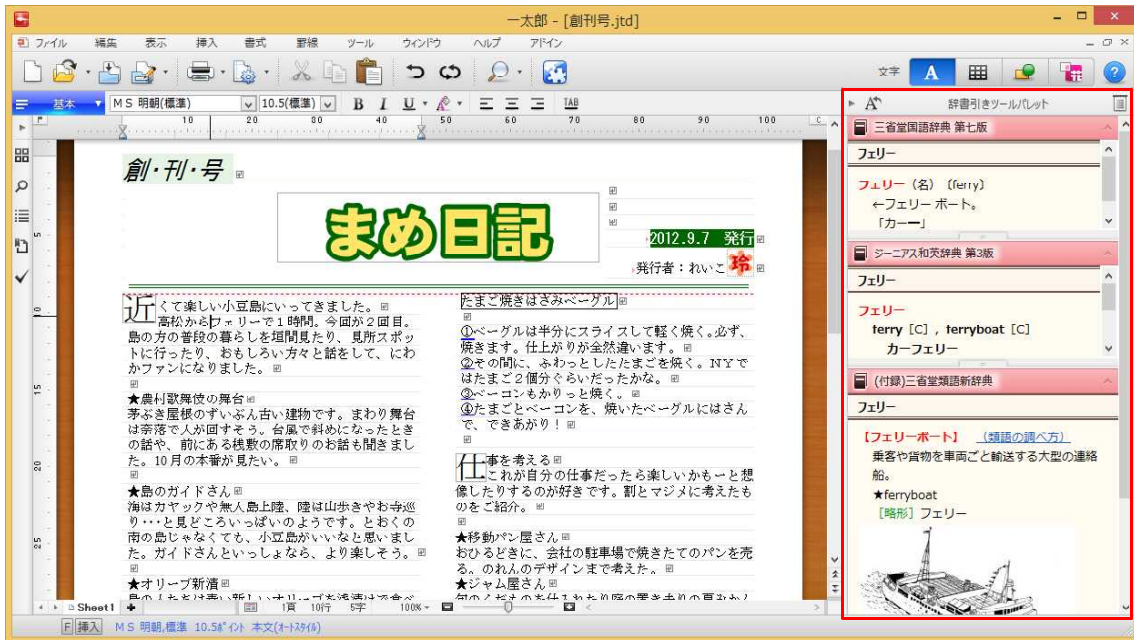 一太郎 - [創刊号.jtd]
ファイル 編集 表示 挿入 書式 罫線 ツール ウィンドウ ヘルプ アドイン
文字 A
基本 ＭＳ 明朝(標準) 10.5(標準) B I U
辞書引きツールパレット
10 20 30 40 50 60 70 80 90 100
創・刊・号
まめ日記
2012.9.7 発行
発行者：れいこ 玲
近くて楽しい小豆島にいってきました。
高松からフェリーで１時間。今回が２回目。
島の方の普段の暮らしを垣間見たり、見所スポッ
トに行ったり、おもしろい方々と話をして、にわ
かファンになりました。
★農村歌舞伎の舞台
茅ぶき屋根のずいぶん古い建物です。まわり舞台
は奈落で人が回すそう。台風で斜めになったとき
の話や、前にある桟敷の席取りのお話も聞きまし
た。10月の本番が見たい。
★島のガイドさん
海はカヤックや無人島上陸、陸は山歩きやお寺巡
り・・・と見どころいっぱいのようです。とおくの
南の島じゃなくても、小豆島がいいなと思いまし
た。ガイドさんといっしょなら、より楽しそう。
★オリーブ新漬
たまご焼きはさみベーグル
①ベーグルは半分にスライスして軽く焼く。必ず、
焼きます。仕上がりが全然違います。
②その間に、ふわっとしたたまごを焼く。ＮＹで
はたまご２個分ぐらいだったかな。
③ベーコンもかりっと焼く。
④たまごとベーコンを、焼いたベーグルにはさん
で、できあがり！
仕事を考える
これが自分の仕事だったら楽しいかもーと想
像したりするのが好きです。割とマジメに考えたも
のをご紹介。
★移動パン屋さん
おひるどきに、会社の駐車場で焼きたてのパンを売
る。のれんのデザインまで考えた。
★ジャム屋さん
三省堂国語辞典 第七版
フェリー
フェリー（名）〔ferry〕
←フェリー ボート。
「カー━」
ジーニアス和英辞典 第3版
フェリー
フェリー
ferry [C] , ferryboat [C]
カーフェリー
(付録)三省堂類語新辞典
フェリー
【フェリーボート】 （類語の調べ方）
乗客や貨物を車両ごと輸送する大型の連絡
船。
★ferryboat
［略形］フェリー
Sheet1 1頁 10行 5字 100%
挿入 ＭＳ 明朝,標準 10.5ポイント 本文(オートスタイル)